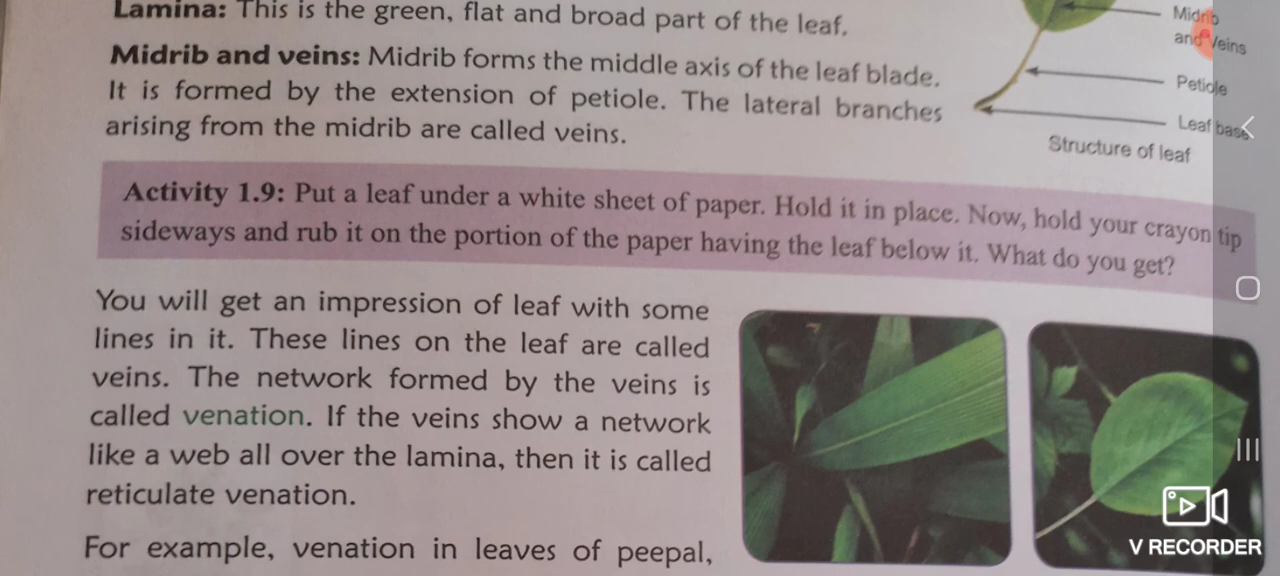 Lamina: This is the green, flat and broad part of the leaf.
Midrib and veins: Midrib forms the middle axis of the leaf blade.
It is formed by the extension of petiole. The lateral branches
arising from the midrib are called veins.
Midrib
and Veins
Petiole
Leaf base
Structure of leaf
Activity 1.9: Put a leaf under a white sheet of paper. Hold it in place. Now, hold your crayon tip
sideways and rub it on the portion of the paper having the leaf below it. What do you get?
You will get an impression of leaf with some
lines in it. These lines on the leaf are called
veins. The network formed by the veins is
called venation. If the veins show a network
like a web all over the lamina, then it is called
reticulate venation.
For example, venation in leaves of peepal,
V RECORDER